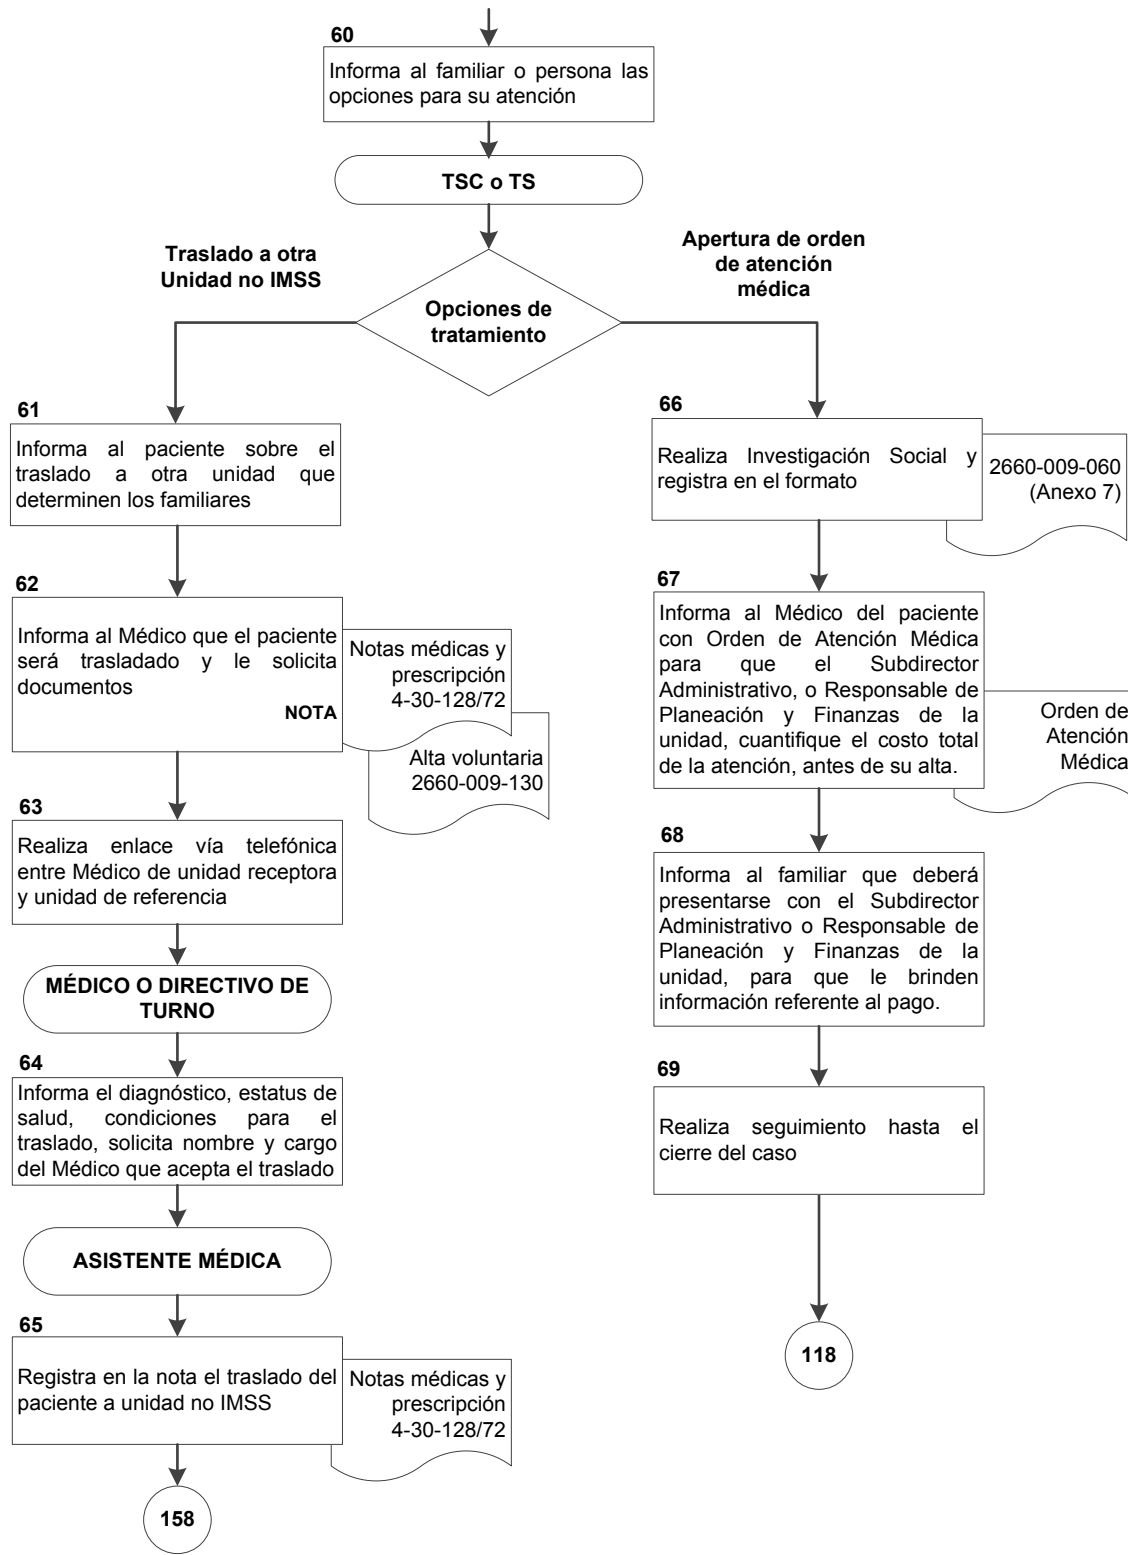 60
Informa al familiar o persona las
opciones para su atención
TSC o TS
Traslado a otra
Unidad no IMSS
Apertura de orden
de atención
médica
Opciones de
tratamiento
61
Informa al paciente sobre el
traslado a otra unidad que
determinen los familiares
62
Informa al Médico que el paciente
será trasladado y le solicita
documentos
NOTA
Notas médicas y
prescripción
4-30-128/72
Alta voluntaria
2660-009-130
63
Realiza enlace vía telefónica
entre Médico de unidad receptora
y unidad de referencia
MÉDICO O DIRECTIVO DE
TURNO
64
Informa el diagnóstico, estatus de
salud, condiciones para el
traslado, solicita nombre y cargo
del Médico que acepta el traslado
ASISTENTE MÉDICA
65
Registra en la nota el traslado del
paciente a unidad no IMSS
Notas médicas y
prescripción
4-30-128/72
158
66
Realiza Investigación Social y
registra en el formato
2660-009-060
(Anexo 7)
67
Informa al Médico del paciente
con Orden de Atención Médica
para que el Subdirector
Administrativo, o Responsable de
Planeación y Finanzas de la
unidad, cuantifique el costo total
de la atención, antes de su alta.
Orden de
Atención
Médica
68
Informa al familiar que deberá
presentarse con el Subdirector
Administrativo o Responsable de
Planeación y Finanzas de la
unidad, para que le brinden
información referente al pago.
69
Realiza seguimiento hasta el
cierre del caso
118